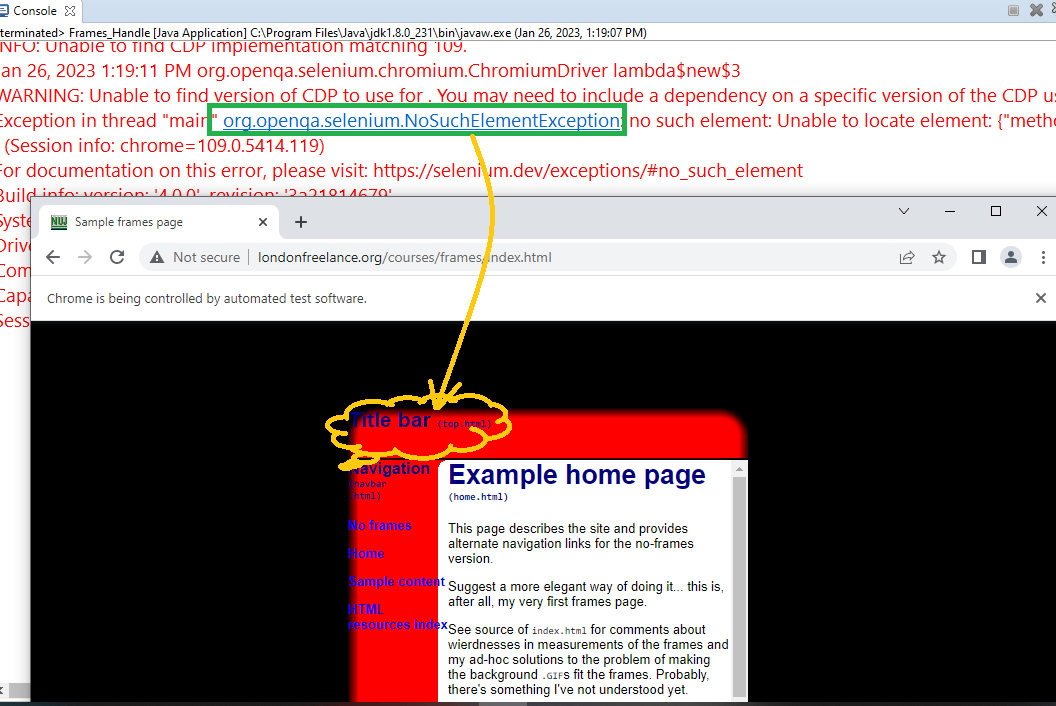 Console
terminated> Frames_Handle [Java Application] C:\Program Files\Java\jdk1.8.0_231\bin\javaw.exe (Jan 26, 2023, 1:19:07 PM)
INFO: Unable to find CDP implementation matching 109.
Jan 26, 2023 1:19:11 PM org.openqa.selenium.chromium.ChromiumDriver lambda$new$3
WARNING: Unable to find version of CDP to use for . You may need to include a dependency on a specific version of the CDP us
Exception in thread "main" org.openqa.selenium.NoSuchElementException: no such element: Unable to locate element: {"metho
(Session info: chrome=109.0.5414.119)
For documentation on this error, please visit: https://selenium.dev/exceptions/#no_such_element
Build info: version: '4.0.0', revision: '3a21814679'
Syste
Drive
Com
Capa
Sess
NW Sample frames page
Not secure londonfreelance.org/courses/frames/index.html
Chrome is being controlled by automated test software.
Title bar (top.html)
Navigation
(navbar
.html)
No frames
Home
Sample content
HTML
resources index
Example home page
(home.html)
This page describes the site and provides
alternate navigation links for the no-frames
version.
Suggest a more elegant way of doing it... this is,
after all, my very first frames page.
See source of index.html for comments about
wierdnesses in measurements of the frames and
my ad-hoc solutions to the problem of making
the background .GIFs fit the frames. Probably,
there's something I've not understood yet.